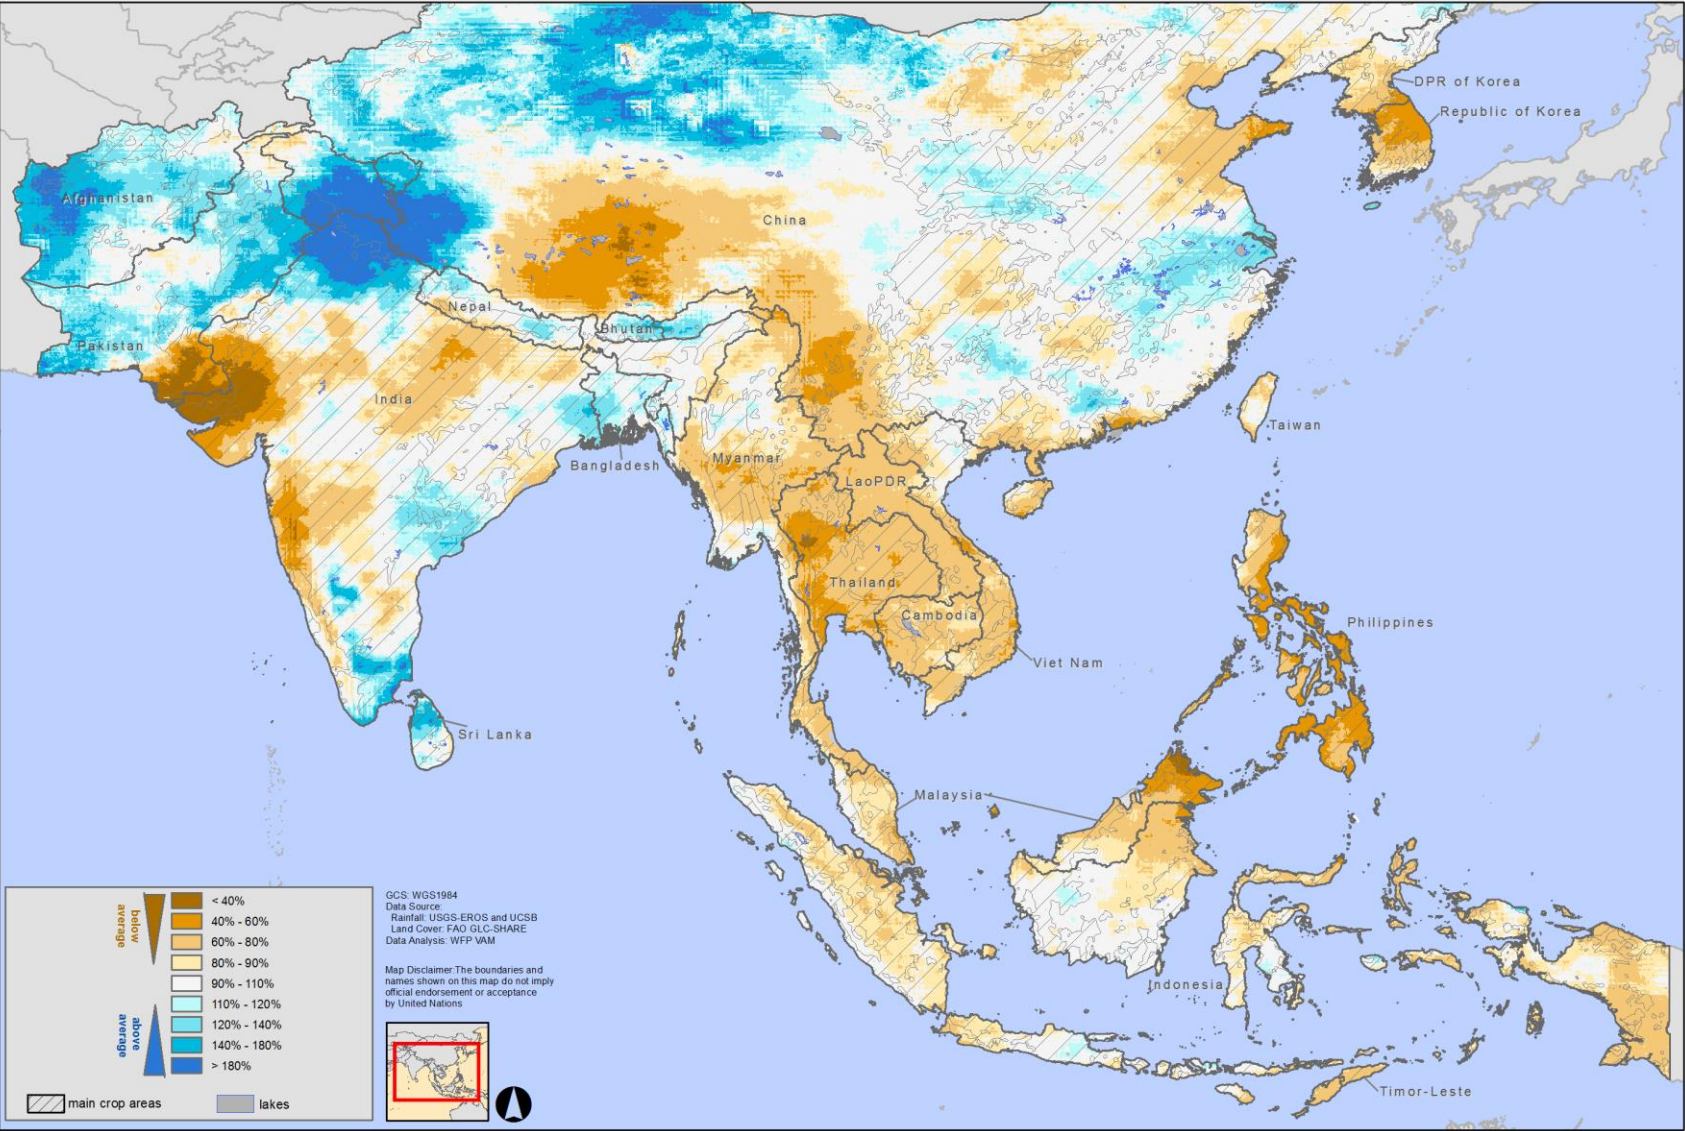 DPR of Korea
Republic of Korea
Afghanistan
China
Nepal
Bhutan
Pakistan
India
Taiwan
Myanmar
Bangladesh
LaoPDR
Thailand
Cambodia
Philippines
Viet Nam
Sri Lanka
Malaysia
Indonesia
Timor-Leste
below
average
above
average
< 40%
40% - 60%
60% - 80%
80% - 90%
90% - 110%
110% - 120%
120% - 140%
140% - 180%
> 180%
main crop areas
lakes
GCS: WGS1984
Data Source:
Rainfall: USGS-EROS and UCSB
Land Cover: FAO GLC-SHARE
Data Analysis: WFP VAM
Map Disclaimer:The boundaries and
names shown on this map do not imply
official endorsement or acceptance
by United Nations